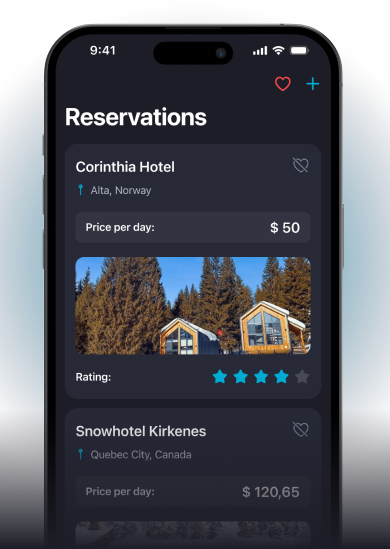 9:41
Reservations
Corinthia Hotel
Alta, Norway
Price per day: $ 50
Rating:
Snowhotel Kirkenes
Quebec City, Canada
Price per day: $ 120,65